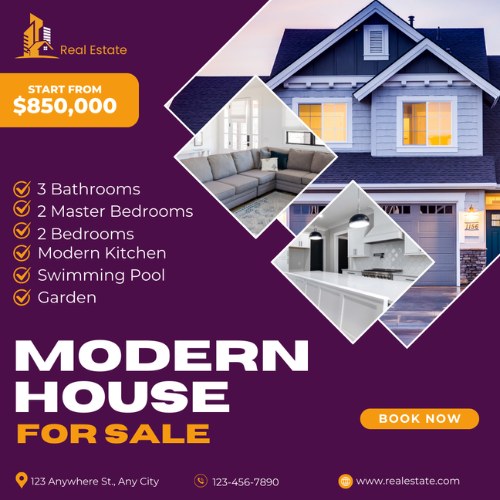 Real Estate
START FROM
$850,000
3 Bathrooms
2 Master Bedrooms
2 Bedrooms
Modern Kitchen
Swimming Pool
Garden
MODERN
HOUSE
FOR SALE
BOOK NOW
123 Anywhere St., Any City
123-456-7890
www.realestate.com